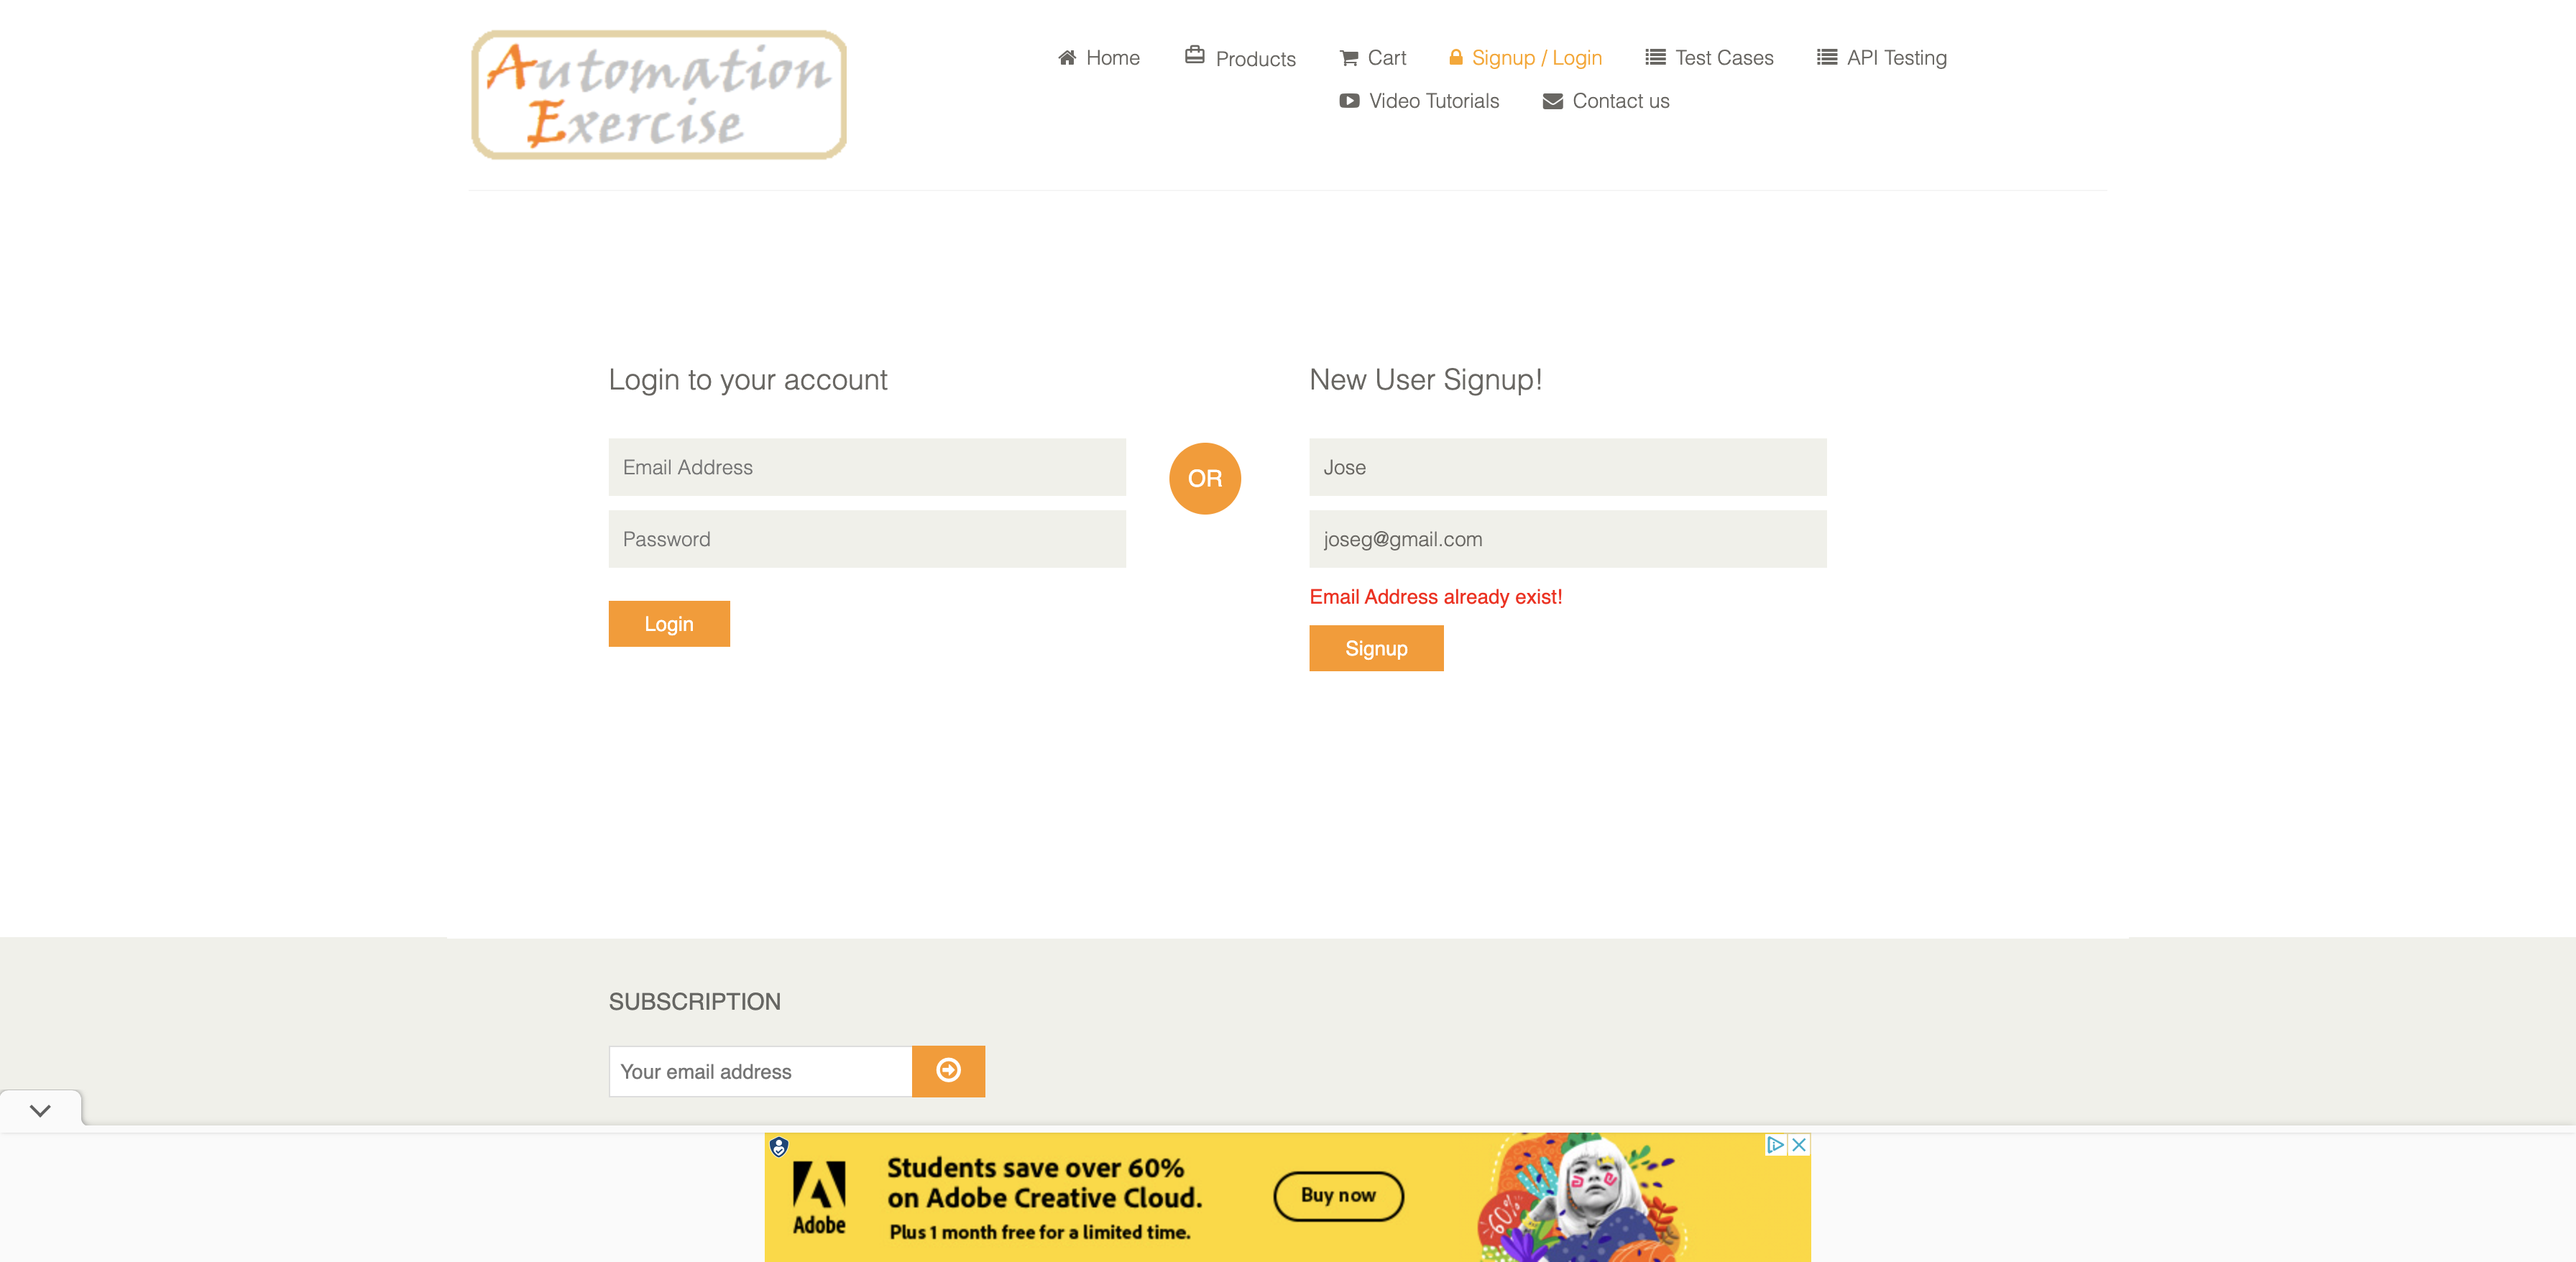 Automation
Exercise
Home
Products
Cart
Signup / Login
Test Cases
API Testing
Video Tutorials
Contact us
Login to your account
Email Address
Password
Login
OR
New User Signup!
Jose
joseg@gmail.com
Email Address already exist!
Signup
SUBSCRIPTION
Your email address
Adobe
Students save over 60%
on Adobe Creative Cloud.
Plus 1 month free for a limited time.
Buy now
60%